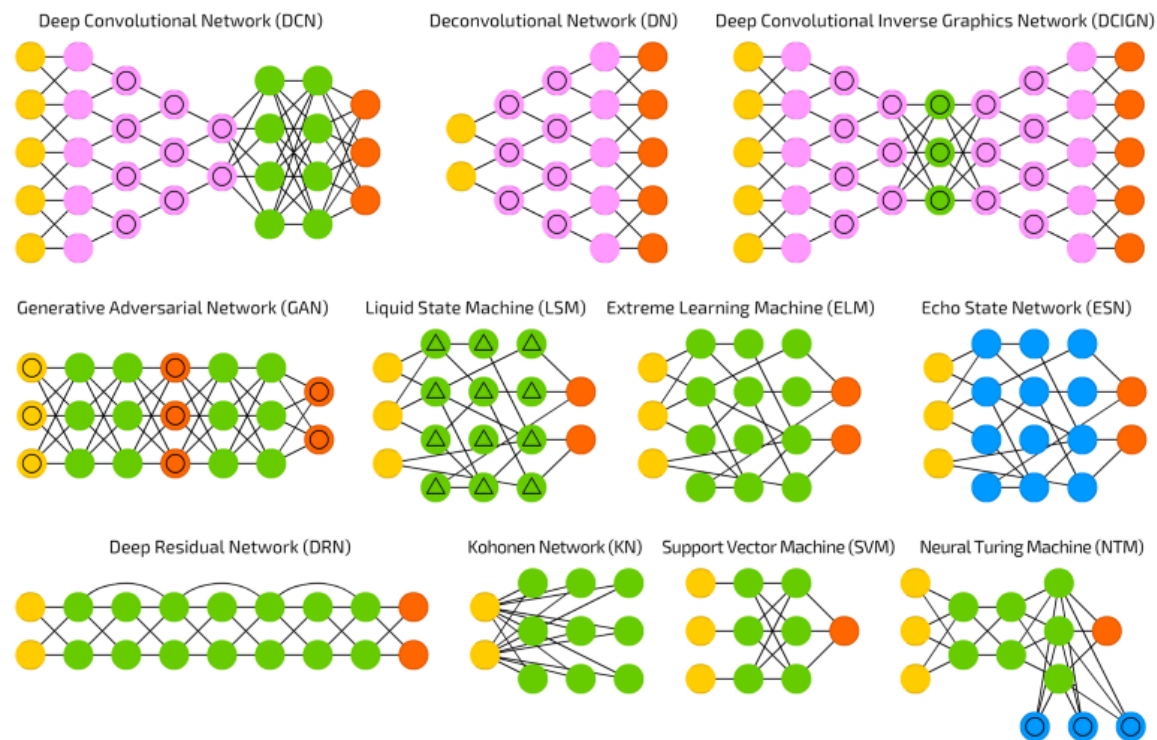 Deep Convolutional Network (DCN)
Deconvolutional Network (DN)
Deep Convolutional Inverse Graphics Network (DCIGN)
Generative Adversarial Network (GAN)
Liquid State Machine (LSM)
Extreme Learning Machine (ELM)
Echo State Network (ESN)
Deep Residual Network (DRN)
Kohonen Network (KN)
Support Vector Machine (SVM)
Neural Turing Machine (NTM)